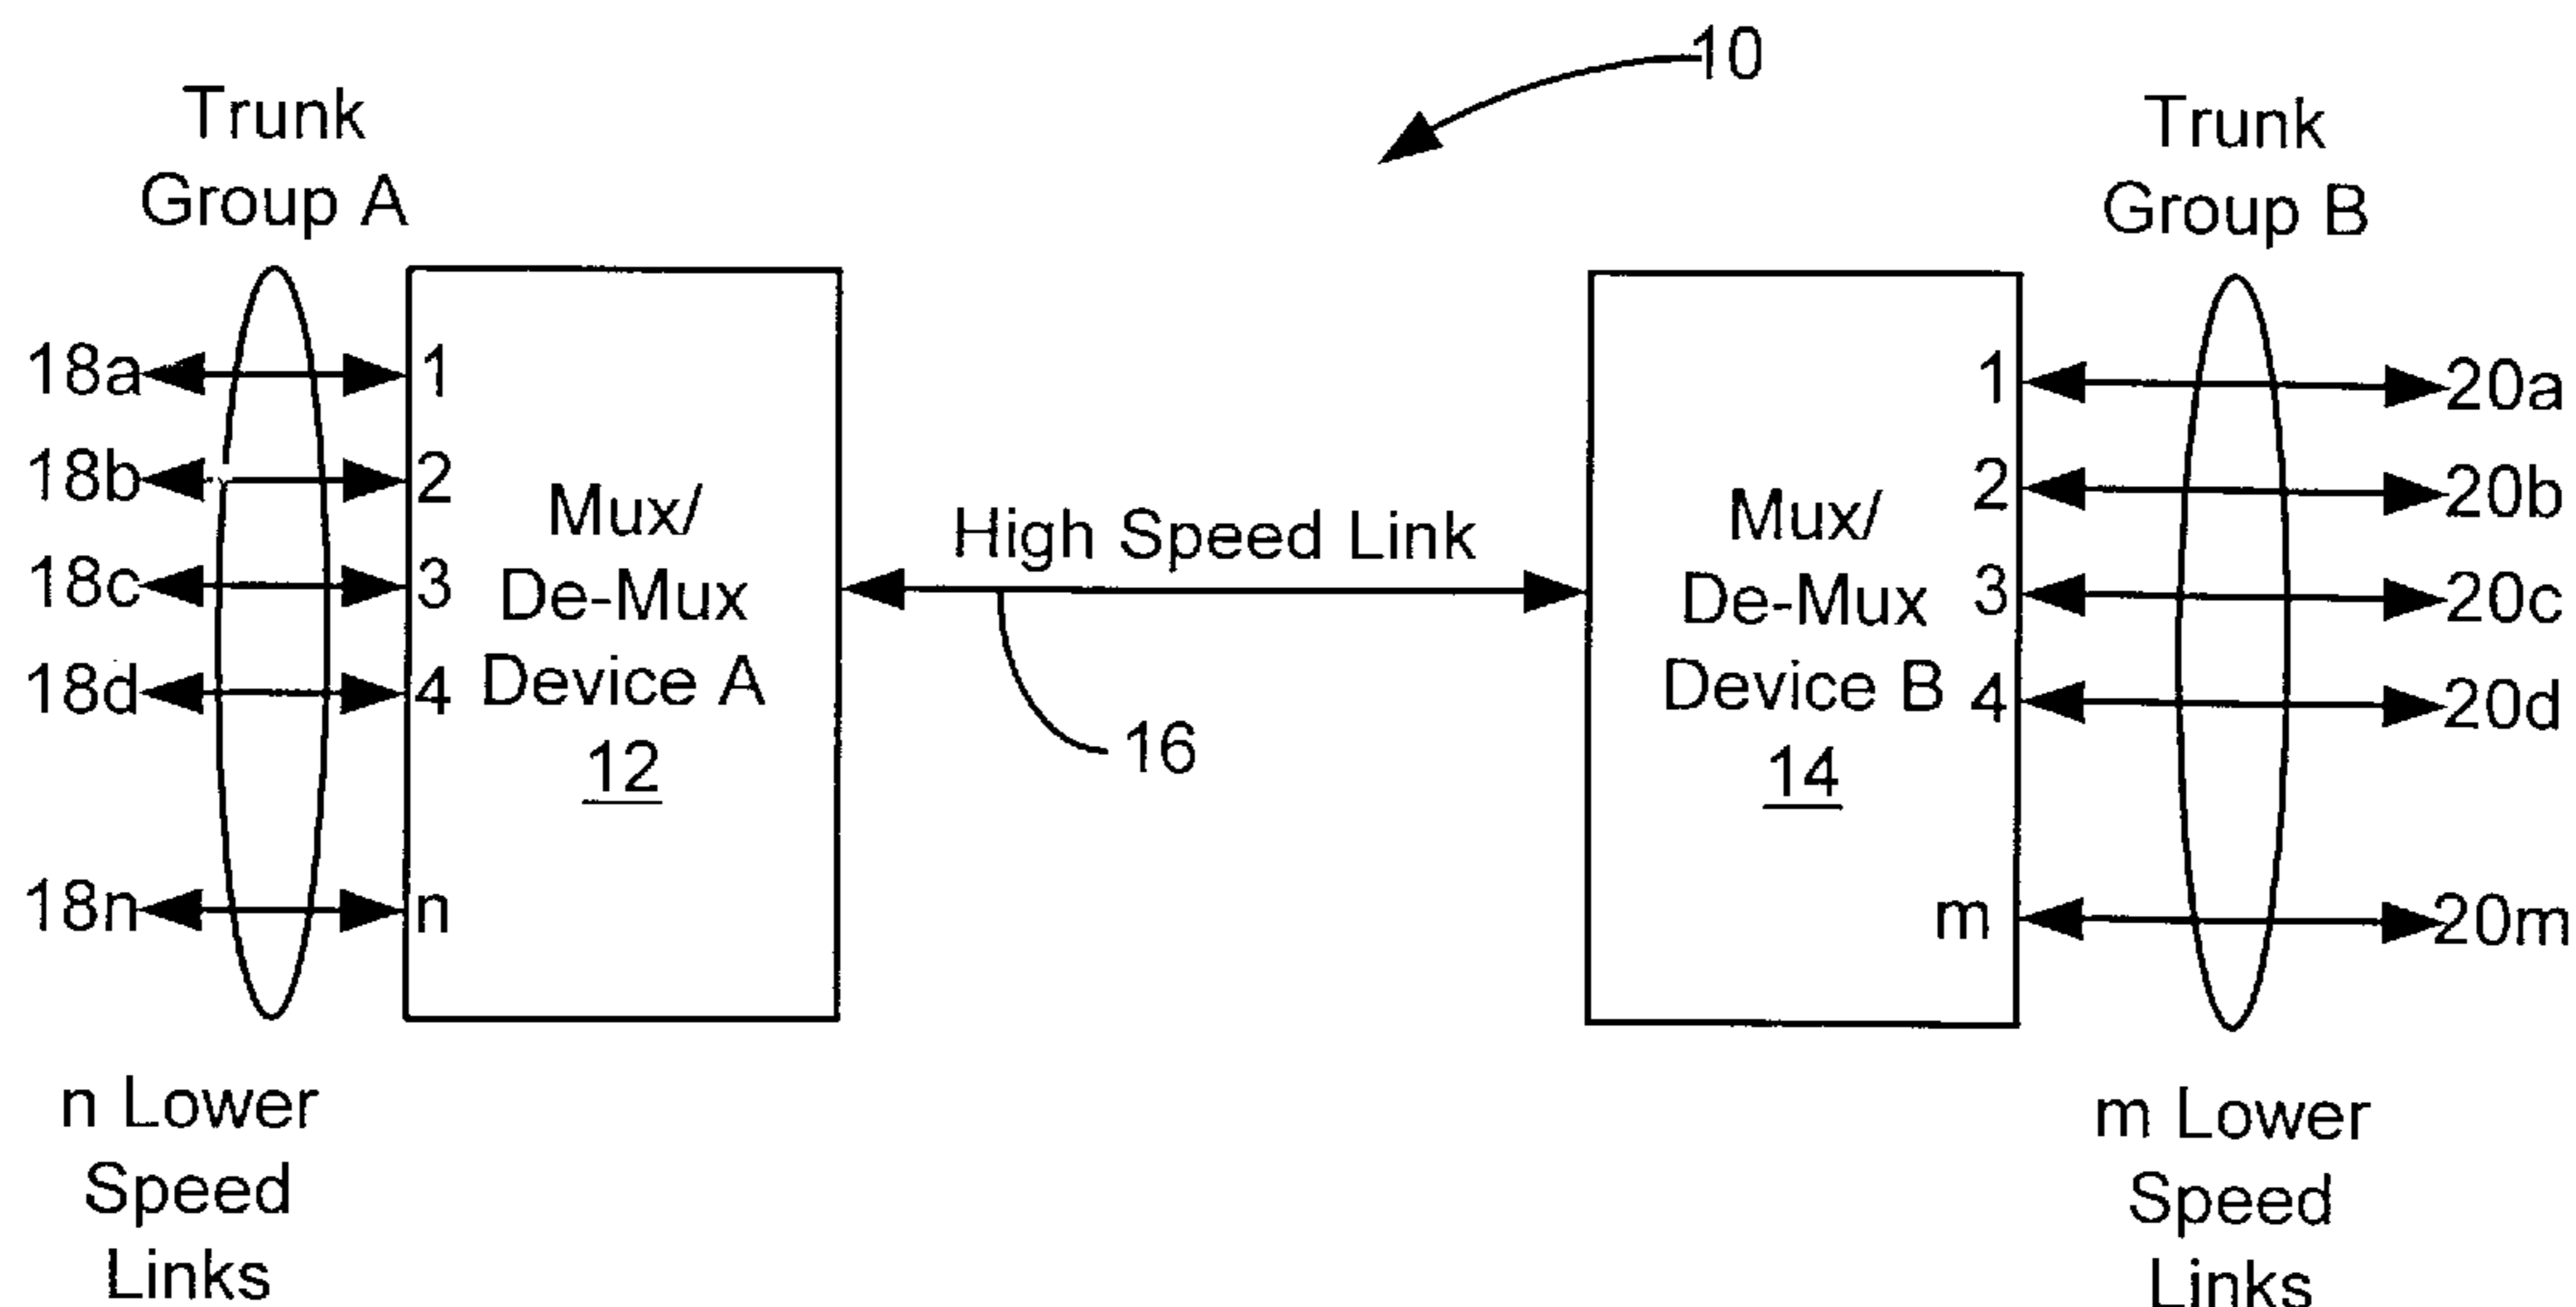 10
Trunk
Group A
Trunk
Group B
18a
18b
18c
18d
18n
1
2
3
4
n
Mux/
De-Mux
Device A
12
High Speed Link
16
Mux/
De-Mux
Device B
14
1
2
3
4
m
20a
20b
20c
20d
20m
n Lower
Speed
Links
m Lower
Speed
Links